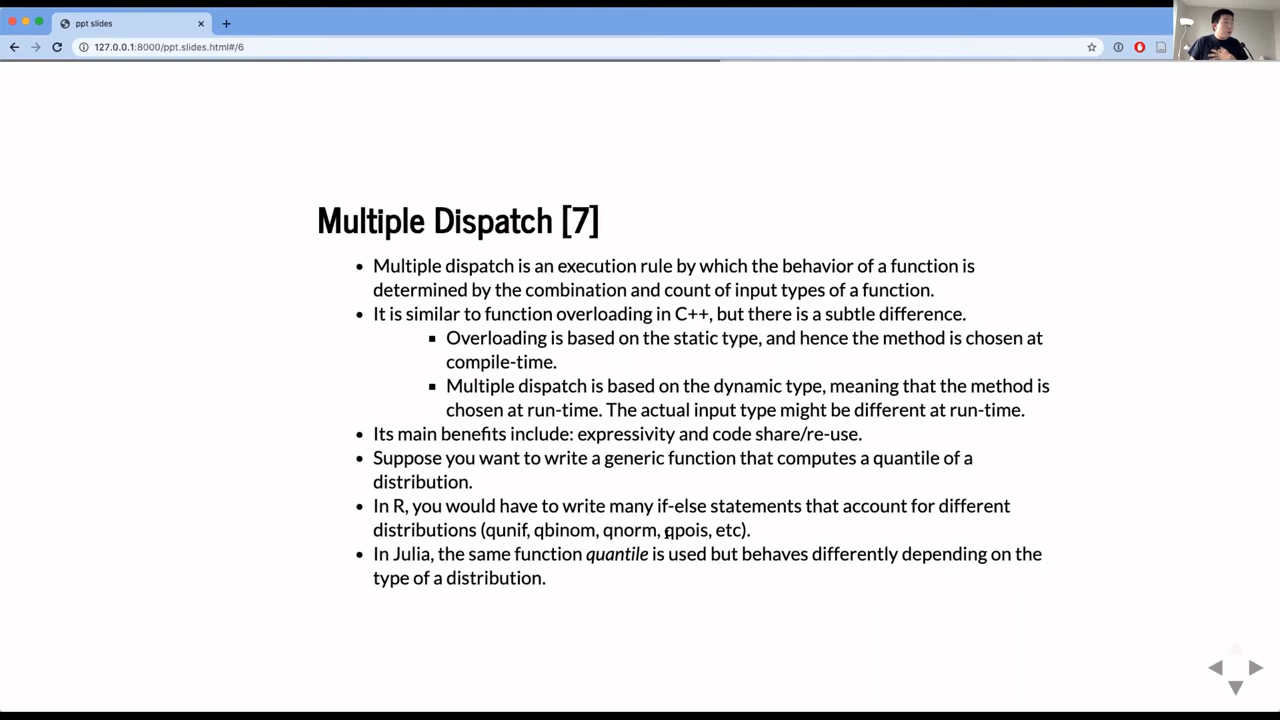 ppt slides
127.0.0.1:8000/ppt.slides.html#/6
Multiple Dispatch [7]
• Multiple dispatch is an execution rule by which the behavior of a function is
determined by the combination and count of input types of a function.
• It is similar to function overloading in C++, but there is a subtle difference.
▪ Overloading is based on the static type, and hence the method is chosen at
compile-time.
▪ Multiple dispatch is based on the dynamic type, meaning that the method is
chosen at run-time. The actual input type might be different at run-time.
• Its main benefits include: expressivity and code share/re-use.
• Suppose you want to write a generic function that computes a quantile of a
distribution.
• In R, you would have to write many if-else statements that account for different
distributions (qunif, qbinom, qnorm, qpois, etc).
• In Julia, the same function quantile is used but behaves differently depending on the
type of a distribution.